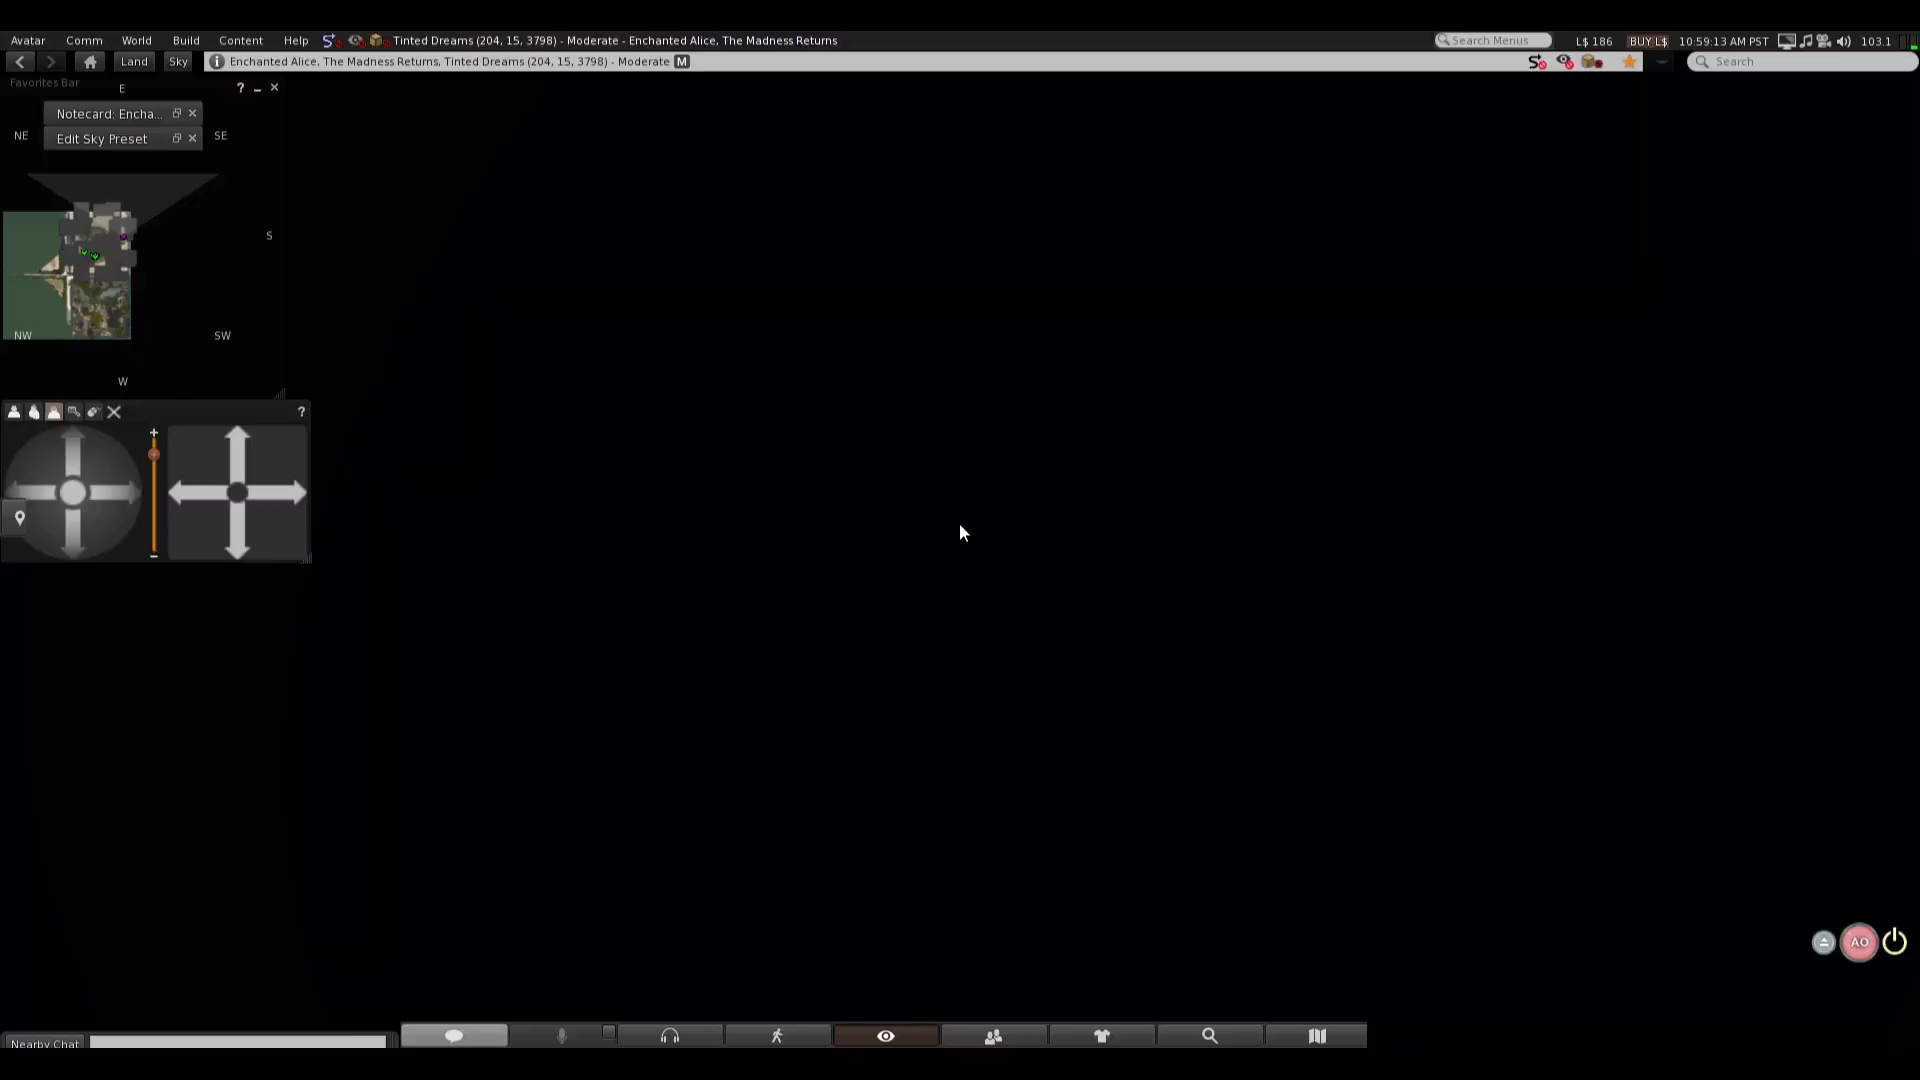 Avatar Comm World Build Content Help Tinted Dreams (204, 15, 3798) - Moderate - Enchanted Alice, The Madness Returns Search Menus L$ 186 BUY L$ 10:59:13 AM PST 103.1
Land Sky Enchanted Alice, The Madness Returns, Tinted Dreams (204, 15, 3798) - Moderate M Search
Favorites Bar
E ?
Notecard: Encha...
NE Edit Sky Preset SE
S
NW SW
W
?
+
-
AO
Nearby Chat